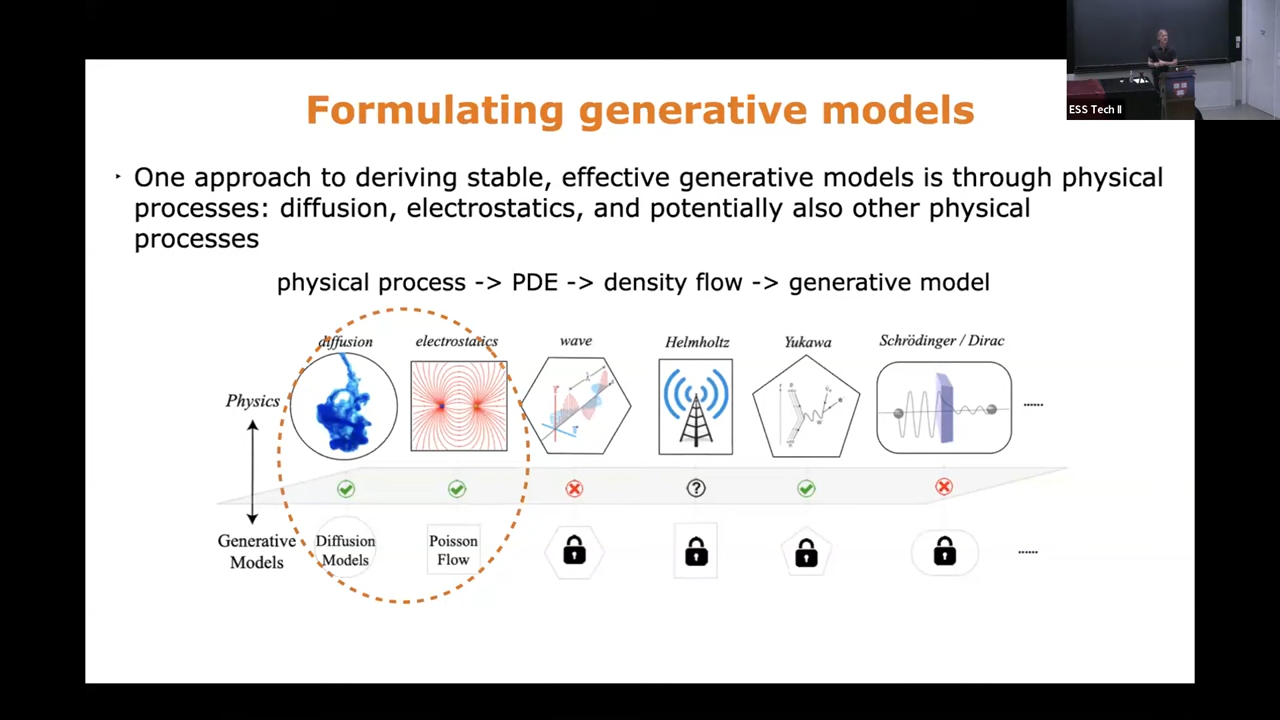 ESS Tech II
Formulating generative models
One approach to deriving stable, effective generative models is through physical
processes: diffusion, electrostatics, and potentially also other physical
processes
physical process -> PDE -> density flow -> generative model
diffusion electrostatics wave Helmholtz Yukawa Schrödinger / Dirac
Physics ......
?
Generative Models
Diffusion Models
Poisson Flow
......